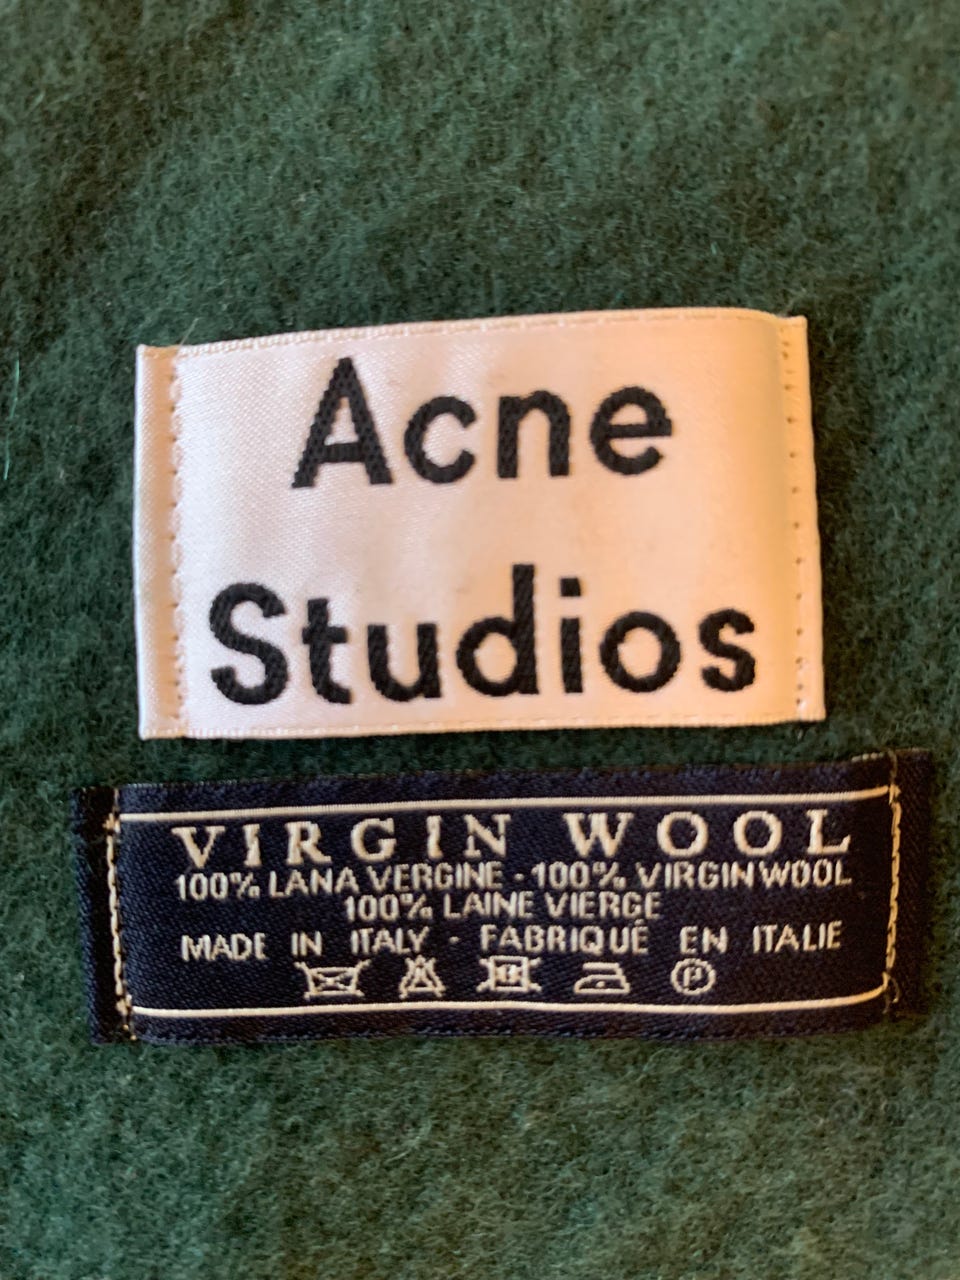 Acne
Studios
VIRGIN WOOL
100% LANA VERGINE - 100% VIRGIN WOOL
100% LAINE VIERGE
MADE IN ITALY - FABRIQUÉ EN ITALIE
P